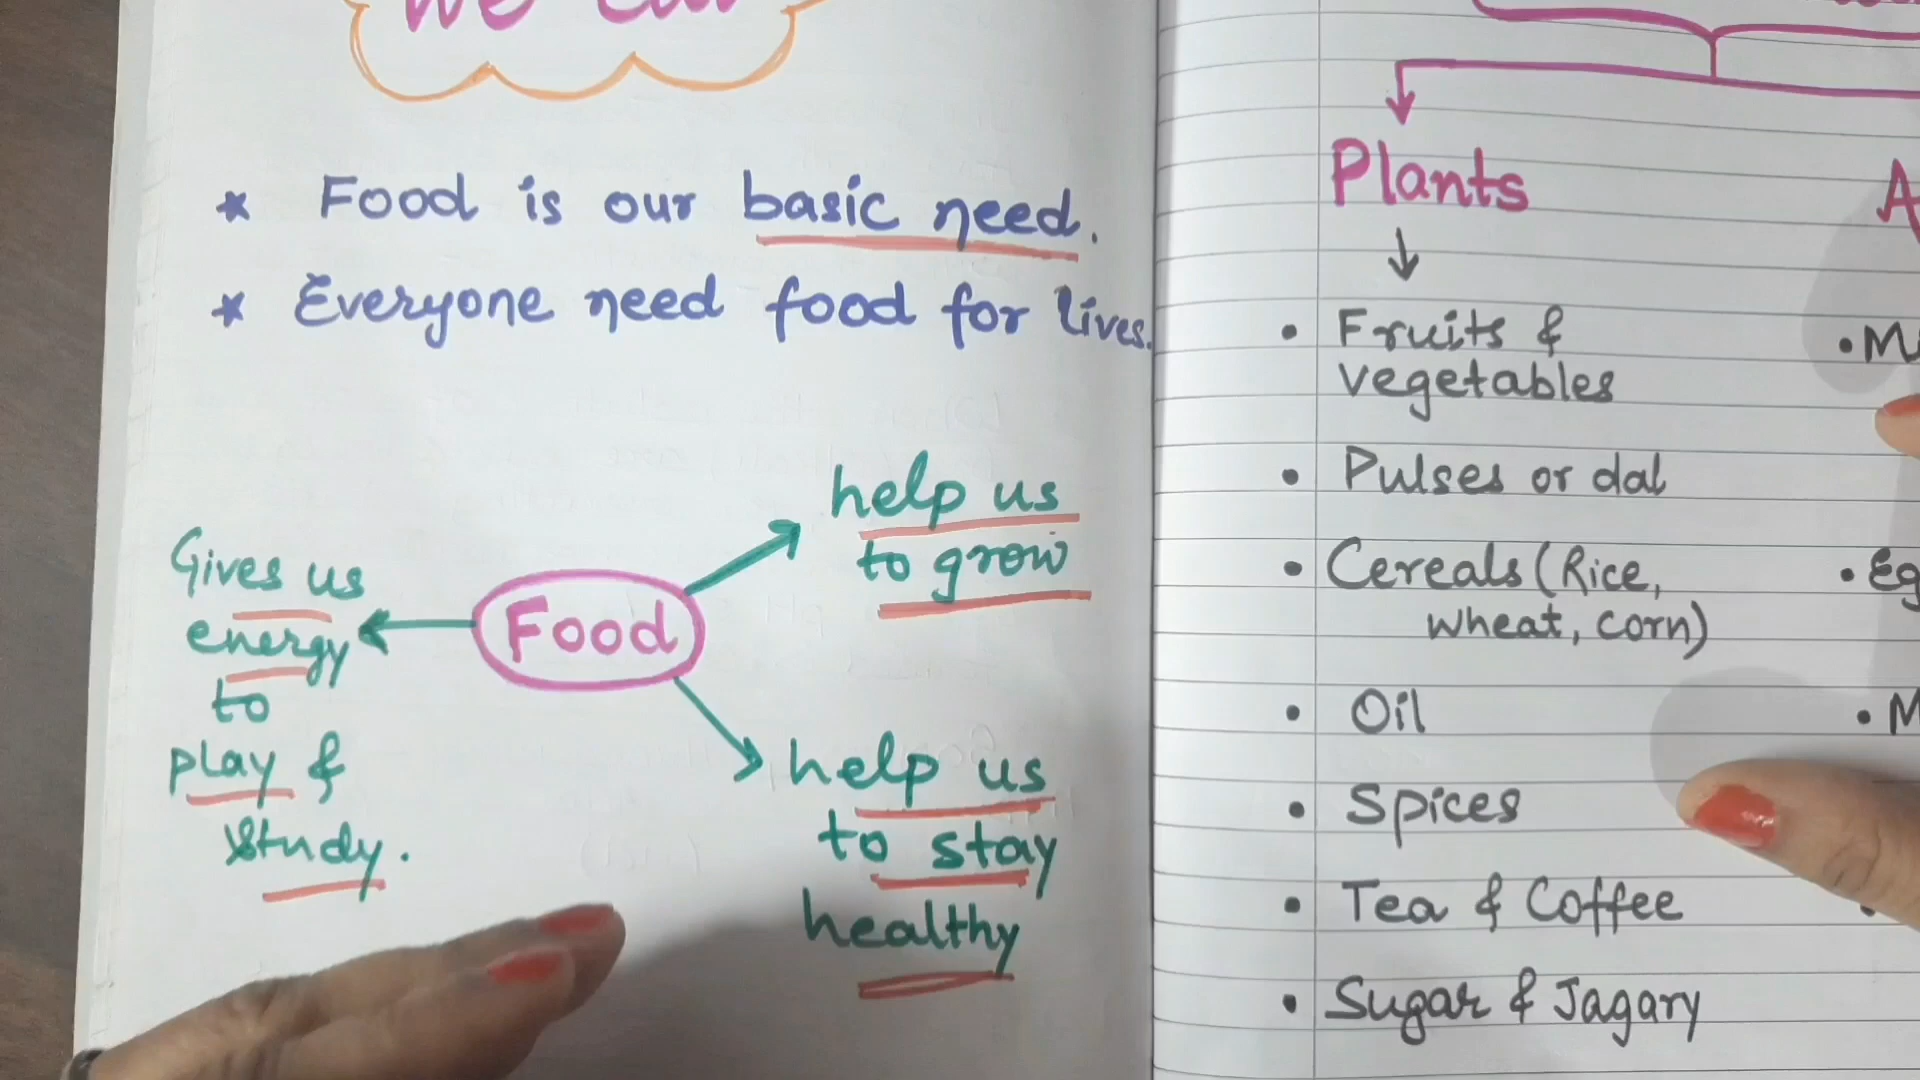 we eat
* Food is our basic need.
* Everyone need food for lives.
help us
to grow
Gives us
energy
to
play &
study.
Food
help us
to stay
healthy
Plants
• Fruits &
vegetables
• Pulses or dal
• Cereals (Rice,
wheat, corn)
• Oil
• Spices
• Tea & Coffee
• Sugar & Jagary